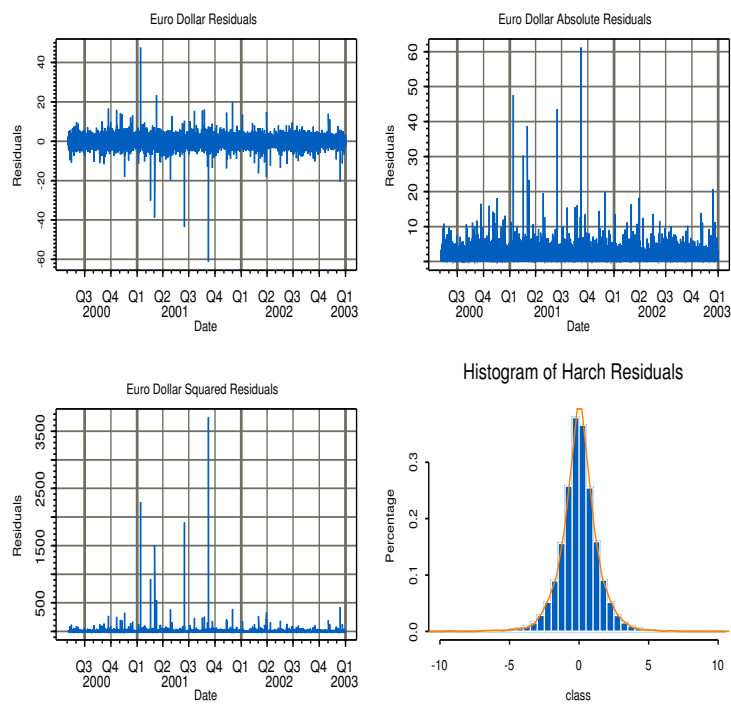 Euro Dollar Residuals
Residuals
40
20
0
-20
-40
-60
Q3 Q4 Q1 Q2 Q3 Q4 Q1 Q2 Q3 Q4 Q1
2000 2001 2002 2003
Date
Euro Dollar Absolute Residuals
Residuals
60
50
40
30
20
10
Q3 Q4 Q1 Q2 Q3 Q4 Q1 Q2 Q3 Q4 Q1
2000 2001 2002 2003
Date
Euro Dollar Squared Residuals
Residuals
3500
2500
1500
500
Q3 Q4 Q1 Q2 Q3 Q4 Q1 Q2 Q3 Q4 Q1
2000 2001 2002 2003
Date
Histogram of Harch Residuals
Percentage
0.3
0.2
0.1
0.0
-10 -5 0 5 10
class